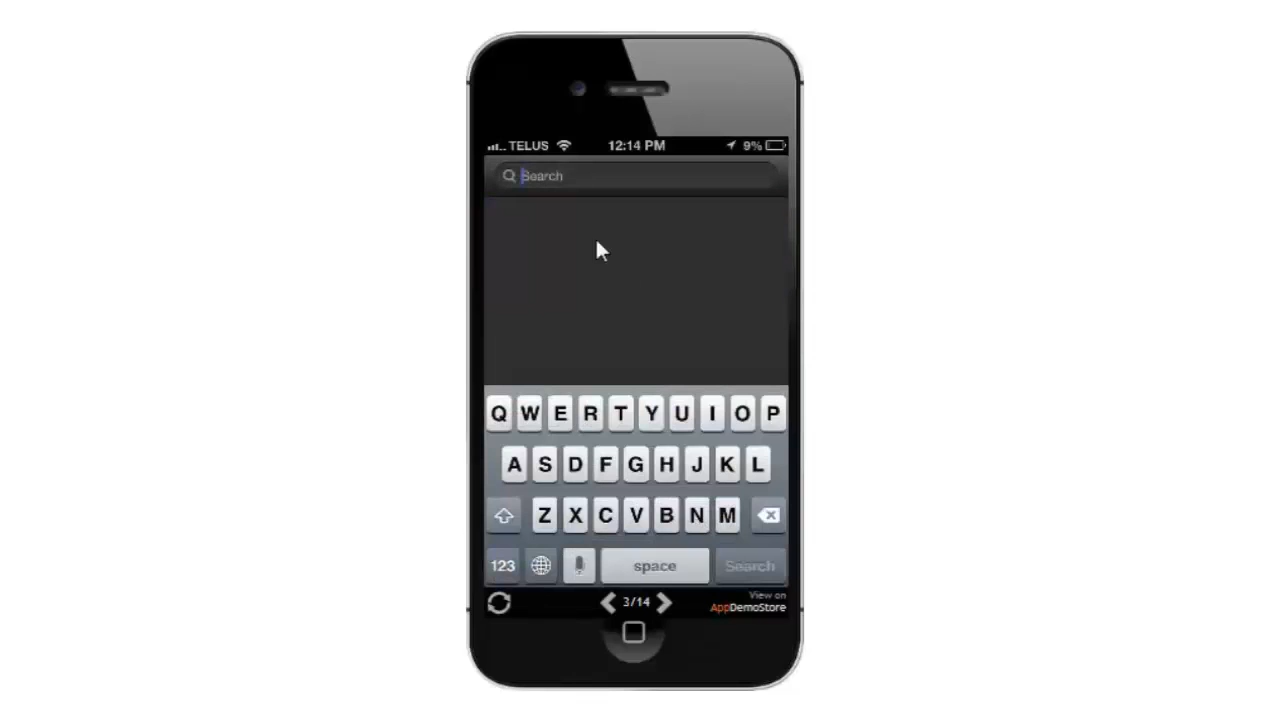 TELUS 12:14 PM 9%
Search
Q W E R T Y U I O P
A S D F G H J K L
Z X C V B N M
123 space Search
3/14 View on
AppDemoStore